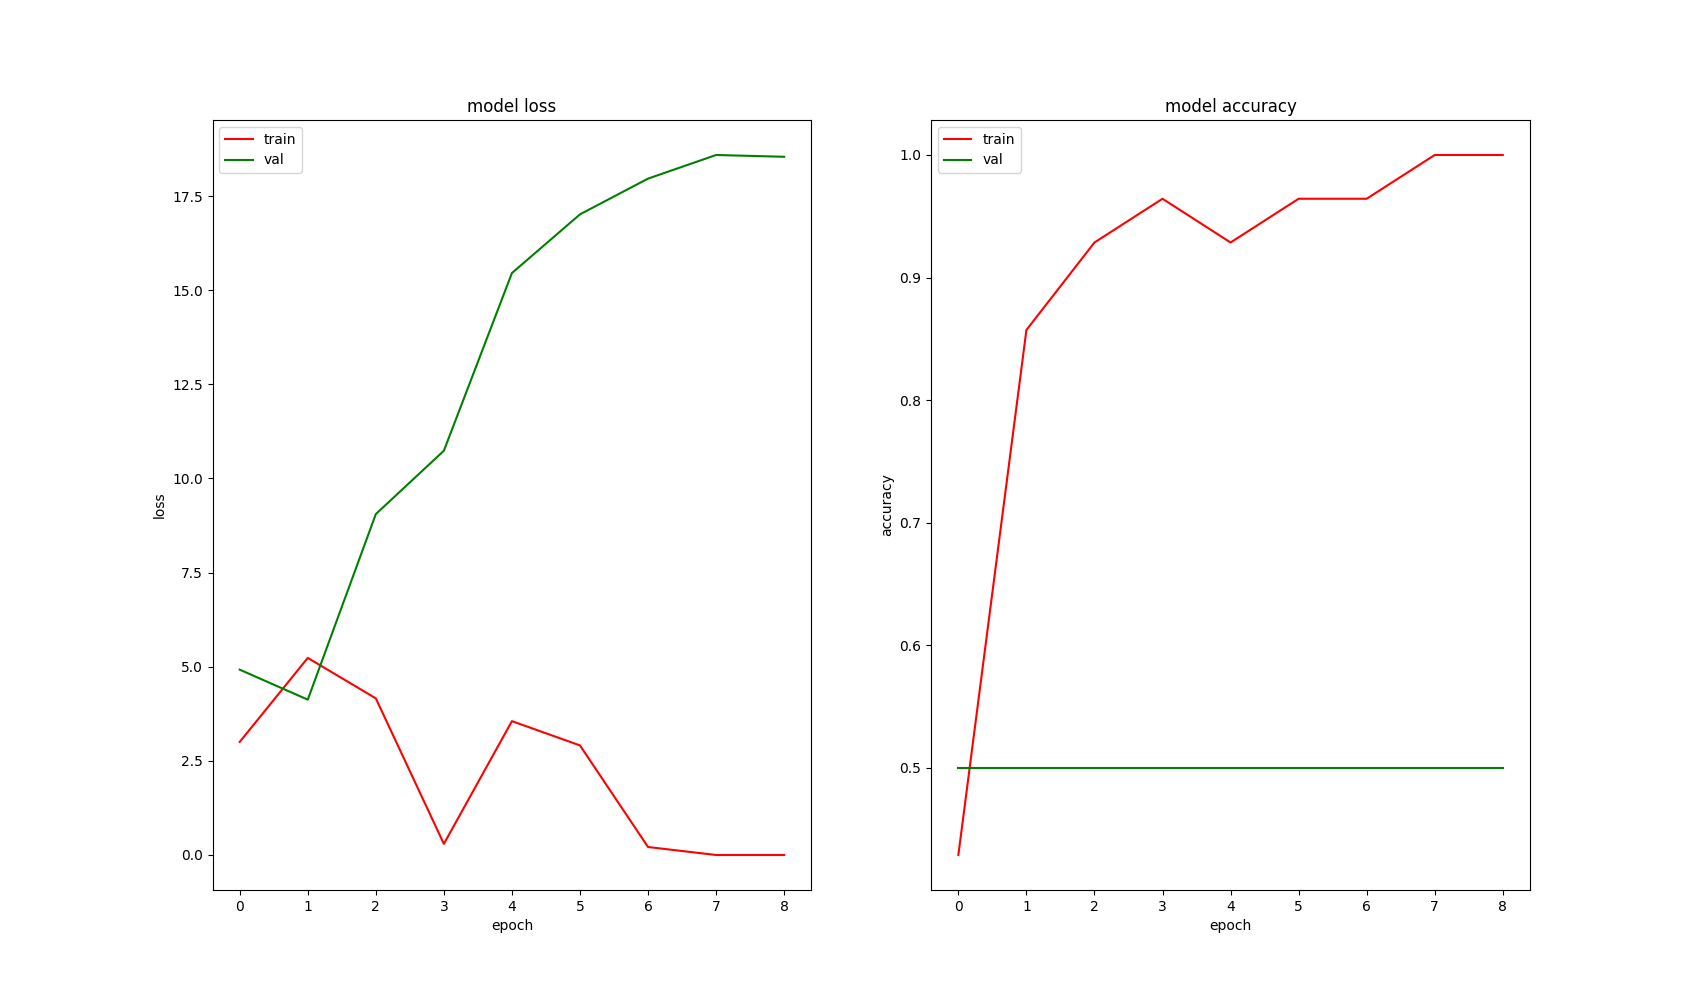 model loss
train
val
17.5
15.0
12.5
10.0
7.5
5.0
2.5
0.0
loss
0 1 2 3 4 5 6 7 8
epoch
model accuracy
train
val
1.0
0.9
0.8
0.7
0.6
0.5
accuracy
0 1 2 3 4 5 6 7 8
epoch